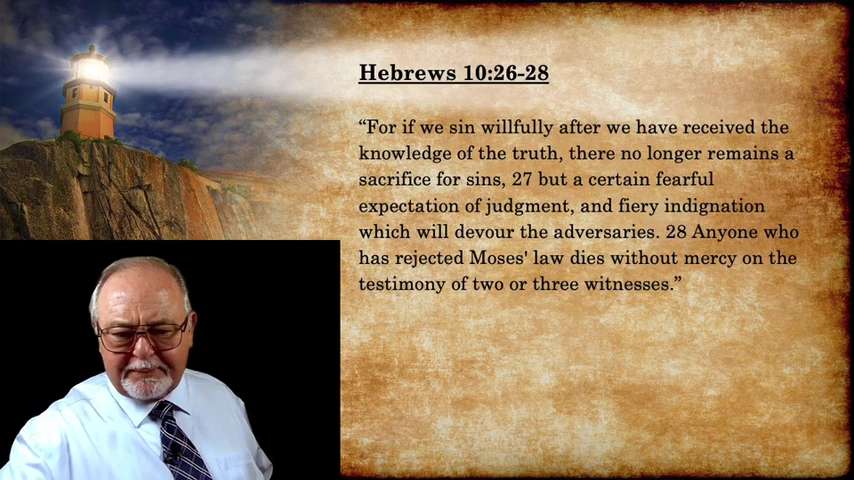 Hebrews 10:26-28
“For if we sin willfully after we have received the
knowledge of the truth, there no longer remains a
sacrifice for sins, 27 but a certain fearful
expectation of judgment, and fiery indignation
which will devour the adversaries. 28 Anyone who
has rejected Moses' law dies without mercy on the
testimony of two or three witnesses.”